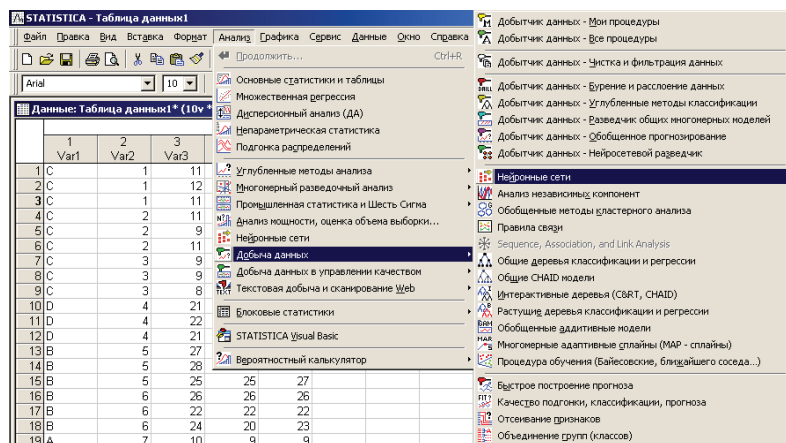 STATISTICA - Таблица данных1
Файл Правка Вид Вставка Формат Анализ Графика Сервис Данные Окно Справка
Arial 10
Данные: Таблица данных1* (10v *
1 2 3
Var1 Var2 Var3
1 C 1 11
2 C 1 12
3 C 1 11
4 C 2 11
5 C 2 9
6 C 2 11
7 C 3 9
8 C 3 9
9 C 3 8
10 D 4 21
11 D 4 22
12 D 4 21
13 B 5 27
14 B 5 28
15 B 5 25 25 27
16 B 6 26 26 26
17 B 6 22 22 22
18 B 6 24 20 23
19 A 7 10 9 9
Продолжить... Ctrl+R
Основные статистики и таблицы
Множественная регрессия
Дисперсионный анализ (ДА)
Непараметрическая статистика
Подгонка распределений
Углубленные методы анализа
Многомерный разведочный анализ
Промышленная статистика и Шесть Сигма
Анализ мощности, оценка объема выборки...
Нейронные сети
Добыча данных
Добыча данных в управлении качеством
Текстовая добыча и сканирование Web
Блоковые статистики
STATISTICA Visual Basic
Вероятностный калькулятор
Добытчик данных - Мои процедуры
Добытчик данных - Все процедуры
Добытчик данных - Чистка и фильтрация данных
Добытчик данных - Бурение и расслоение данных
Добытчик данных - Углубленные методы классификации
Добытчик данных - Разведчик общих многомерных моделей
Добытчик данных - Обобщенное прогнозирование
Добытчик данных - Нейросетевой разведчик
Нейронные сети
Анализ независимых компонент
Обобщенные методы кластерного анализа
Правила связи
Sequence, Association, and Link Analysis
Общие деревья классификации и регрессии
Общие CHAID модели
Интерактивные деревья (C&RT, CHAID)
Растущие деревья классификации и регрессии
Обобщенные аддитивные модели
Многомерные адаптивные сплайны (МАР - сплайны)
Процедура обучения (Байесовские, ближайшего соседа...)
Быстрое построение прогноза
Качество подгонки, классификации, прогноза
Отсеивание признаков
Объединение групп (классов)